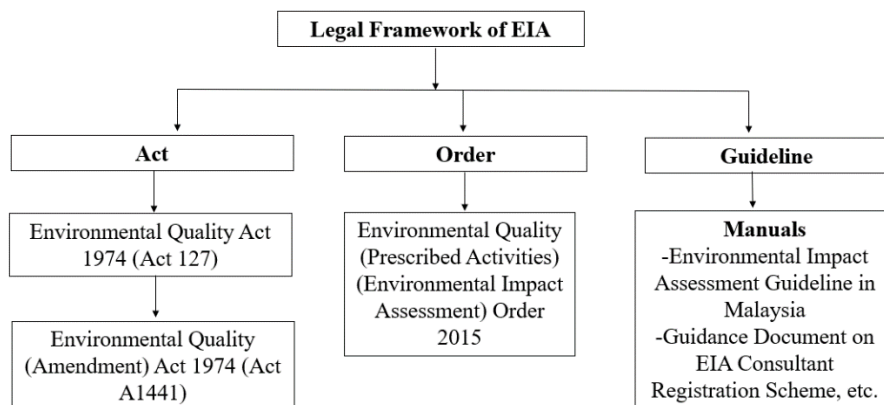 Legal Framework of EIA
Act
Order
Guideline
Environmental Quality Act
1974 (Act 127)
Environmental Quality
(Amendment) Act 1974 (Act
A1441)
Environmental Quality
(Prescribed Activities)
(Environmental Impact
Assessment) Order
2015
Manuals
-Environmental Impact
Assessment Guideline in
Malaysia
-Guidance Document on
EIA Consultant
Registration Scheme, etc.